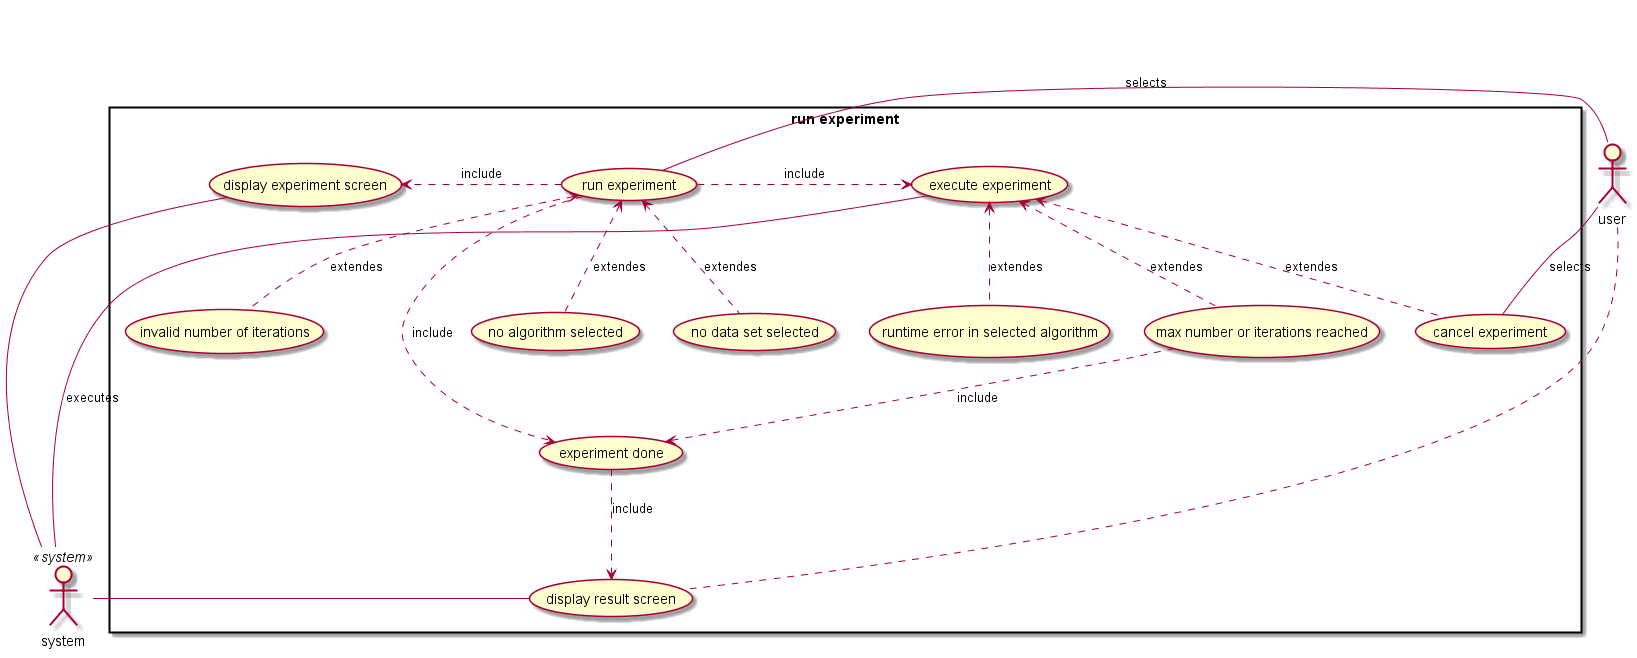 selects
run experiment
display experiment screen
include
run experiment
include
execute experiment
user
extendes
extendes
extendes
extendes
extendes
extendes
selects
invalid number of iterations
include
no algorithm selected
no data set selected
runtime error in selected algorithm
max number or iterations reached
cancel experiment
executes
include
experiment done
include
«system»
display result screen
system